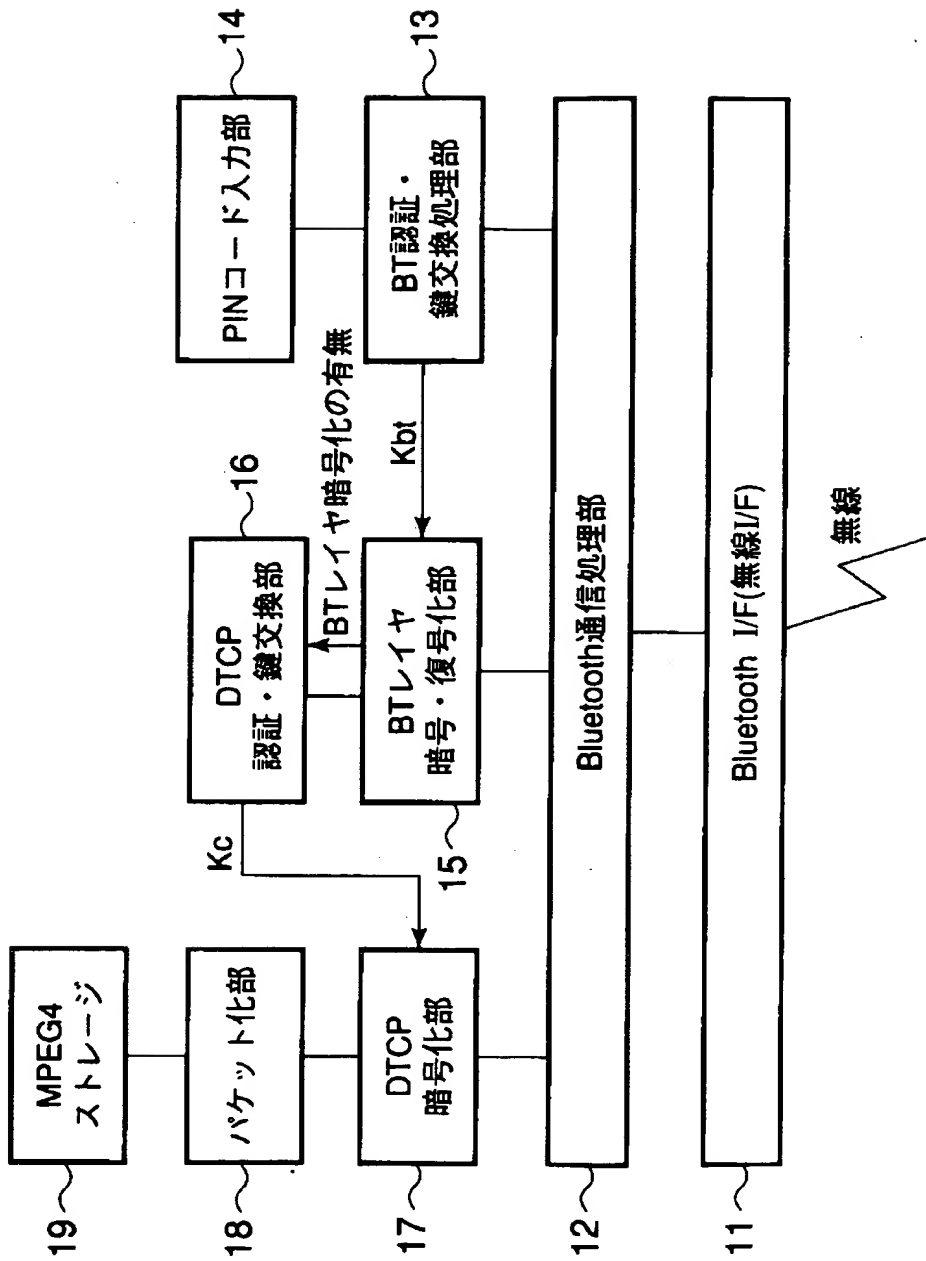 19
MPEG4
ストレージ
18
パケット化部
17
DTCP
暗号化部
Kc
16
DTCP
認証・鍵交換部
BTレイヤ暗号化の有無
15
BTレイヤ
暗号・復号化部
Kbt
14
PINコード入力部
13
BT認証・
鍵交換処理部
12
Bluetooth通信処理部
11
Bluetooth I/F(無線I/F)
無線